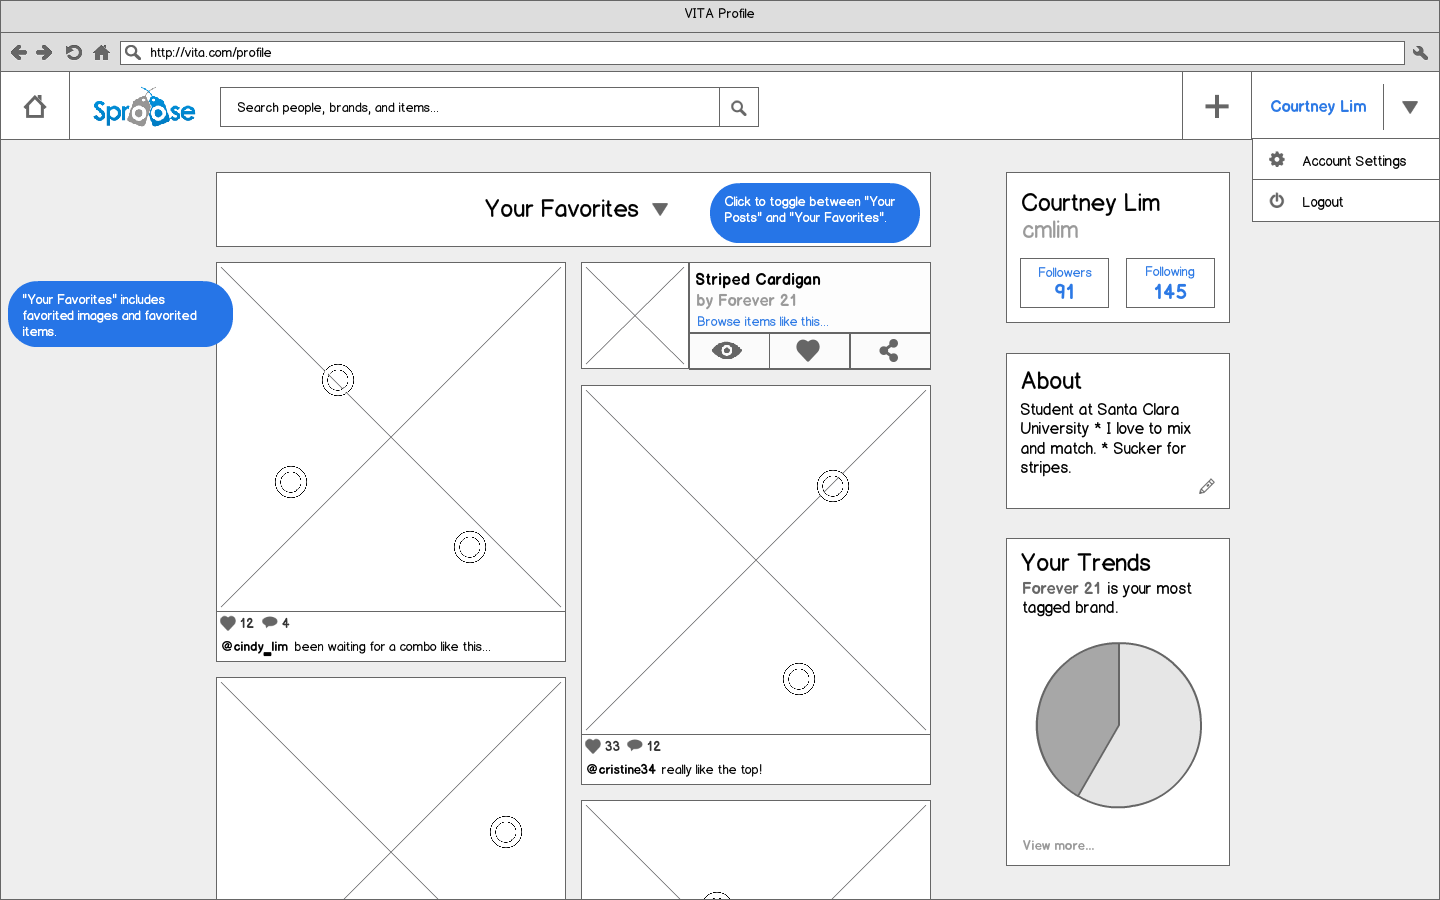 VITA Profile
http://vita.com/profile
Sproose
Search people, brands, and items...
Courtney Lim
Account Settings
Logout
Your Favorites
Click to toggle between "Your
Posts" and "Your Favorites".
"Your Favorites" includes
favorited images and favorited
items.
12 4
@cindy_lim been waiting for a combo like this...
Striped Cardigan
by Forever 21
Browse items like this...
33 12
@cristine34 really like the top!
Courtney Lim
cmlim
Followers
91
Following
145
About
Student at Santa Clara
University * I love to mix
and match. * Sucker for
stripes.
Your Trends
Forever 21 is your most
tagged brand.
View more...